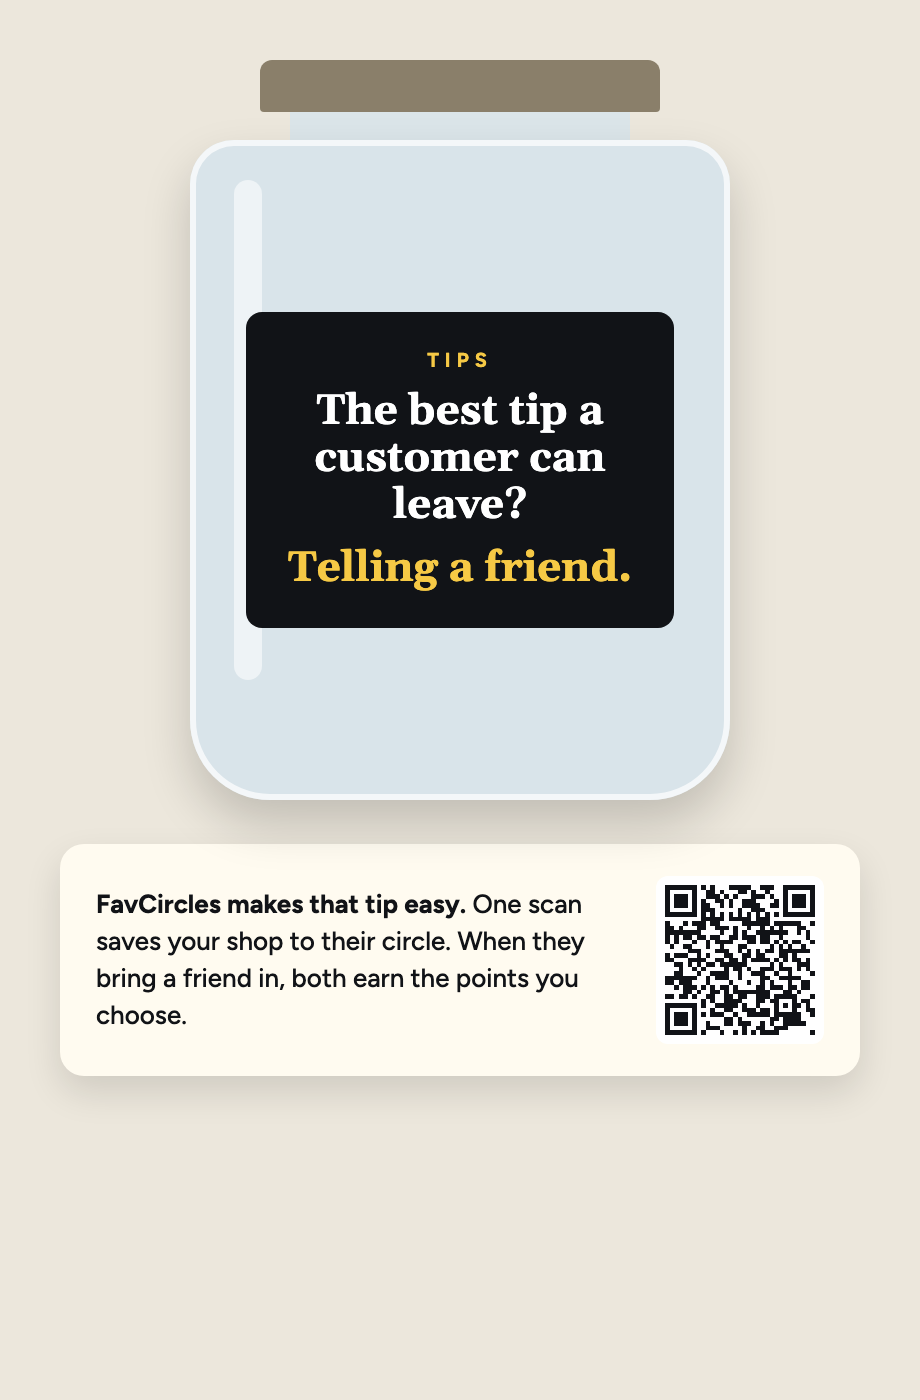 TIPS
The best tip a
customer can
leave?
Telling a friend.
FavCircles makes that tip easy. One scan
saves your shop to their circle. When they
bring a friend in, both earn the points you
choose.